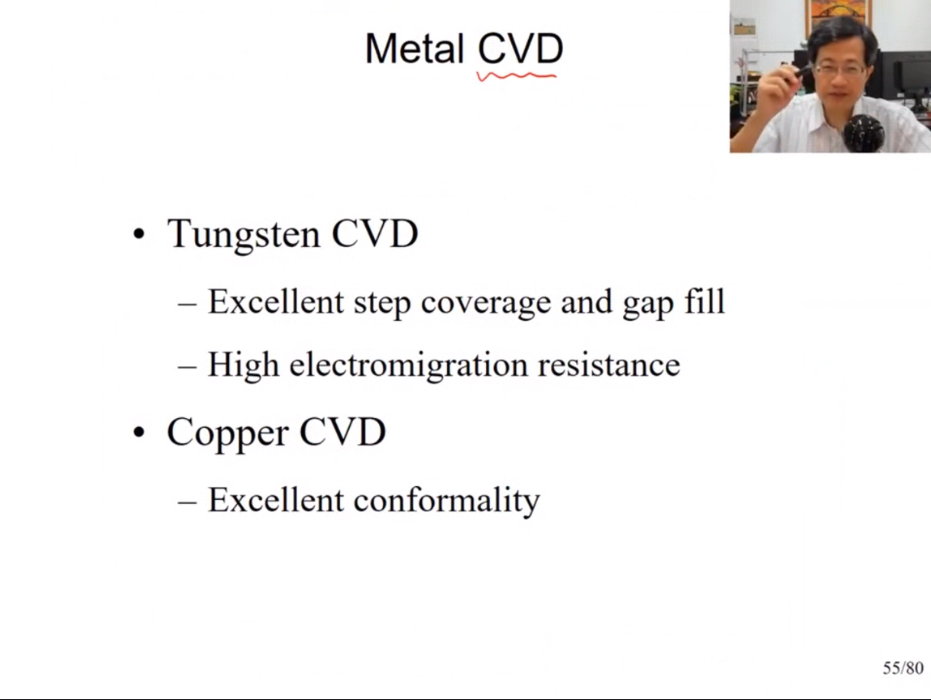 Metal CVD
• Tungsten CVD
– Excellent step coverage and gap fill
– High electromigration resistance
• Copper CVD
– Excellent conformality
55/80